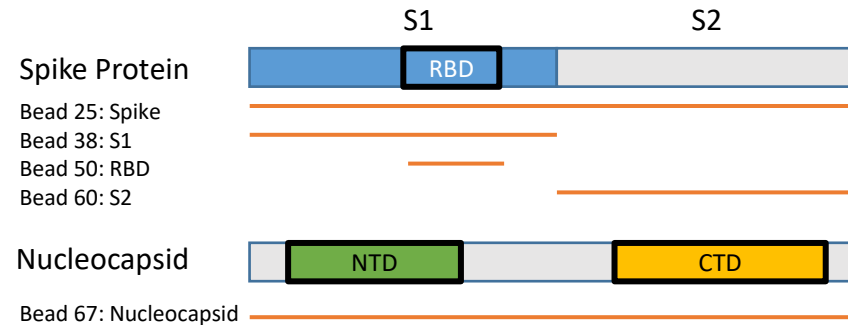 S1 S2
Spike Protein RBD
Bead 25: Spike
Bead 38: S1
Bead 50: RBD
Bead 60: S2
Nucleocapsid NTD CTD
Bead 67: Nucleocapsid